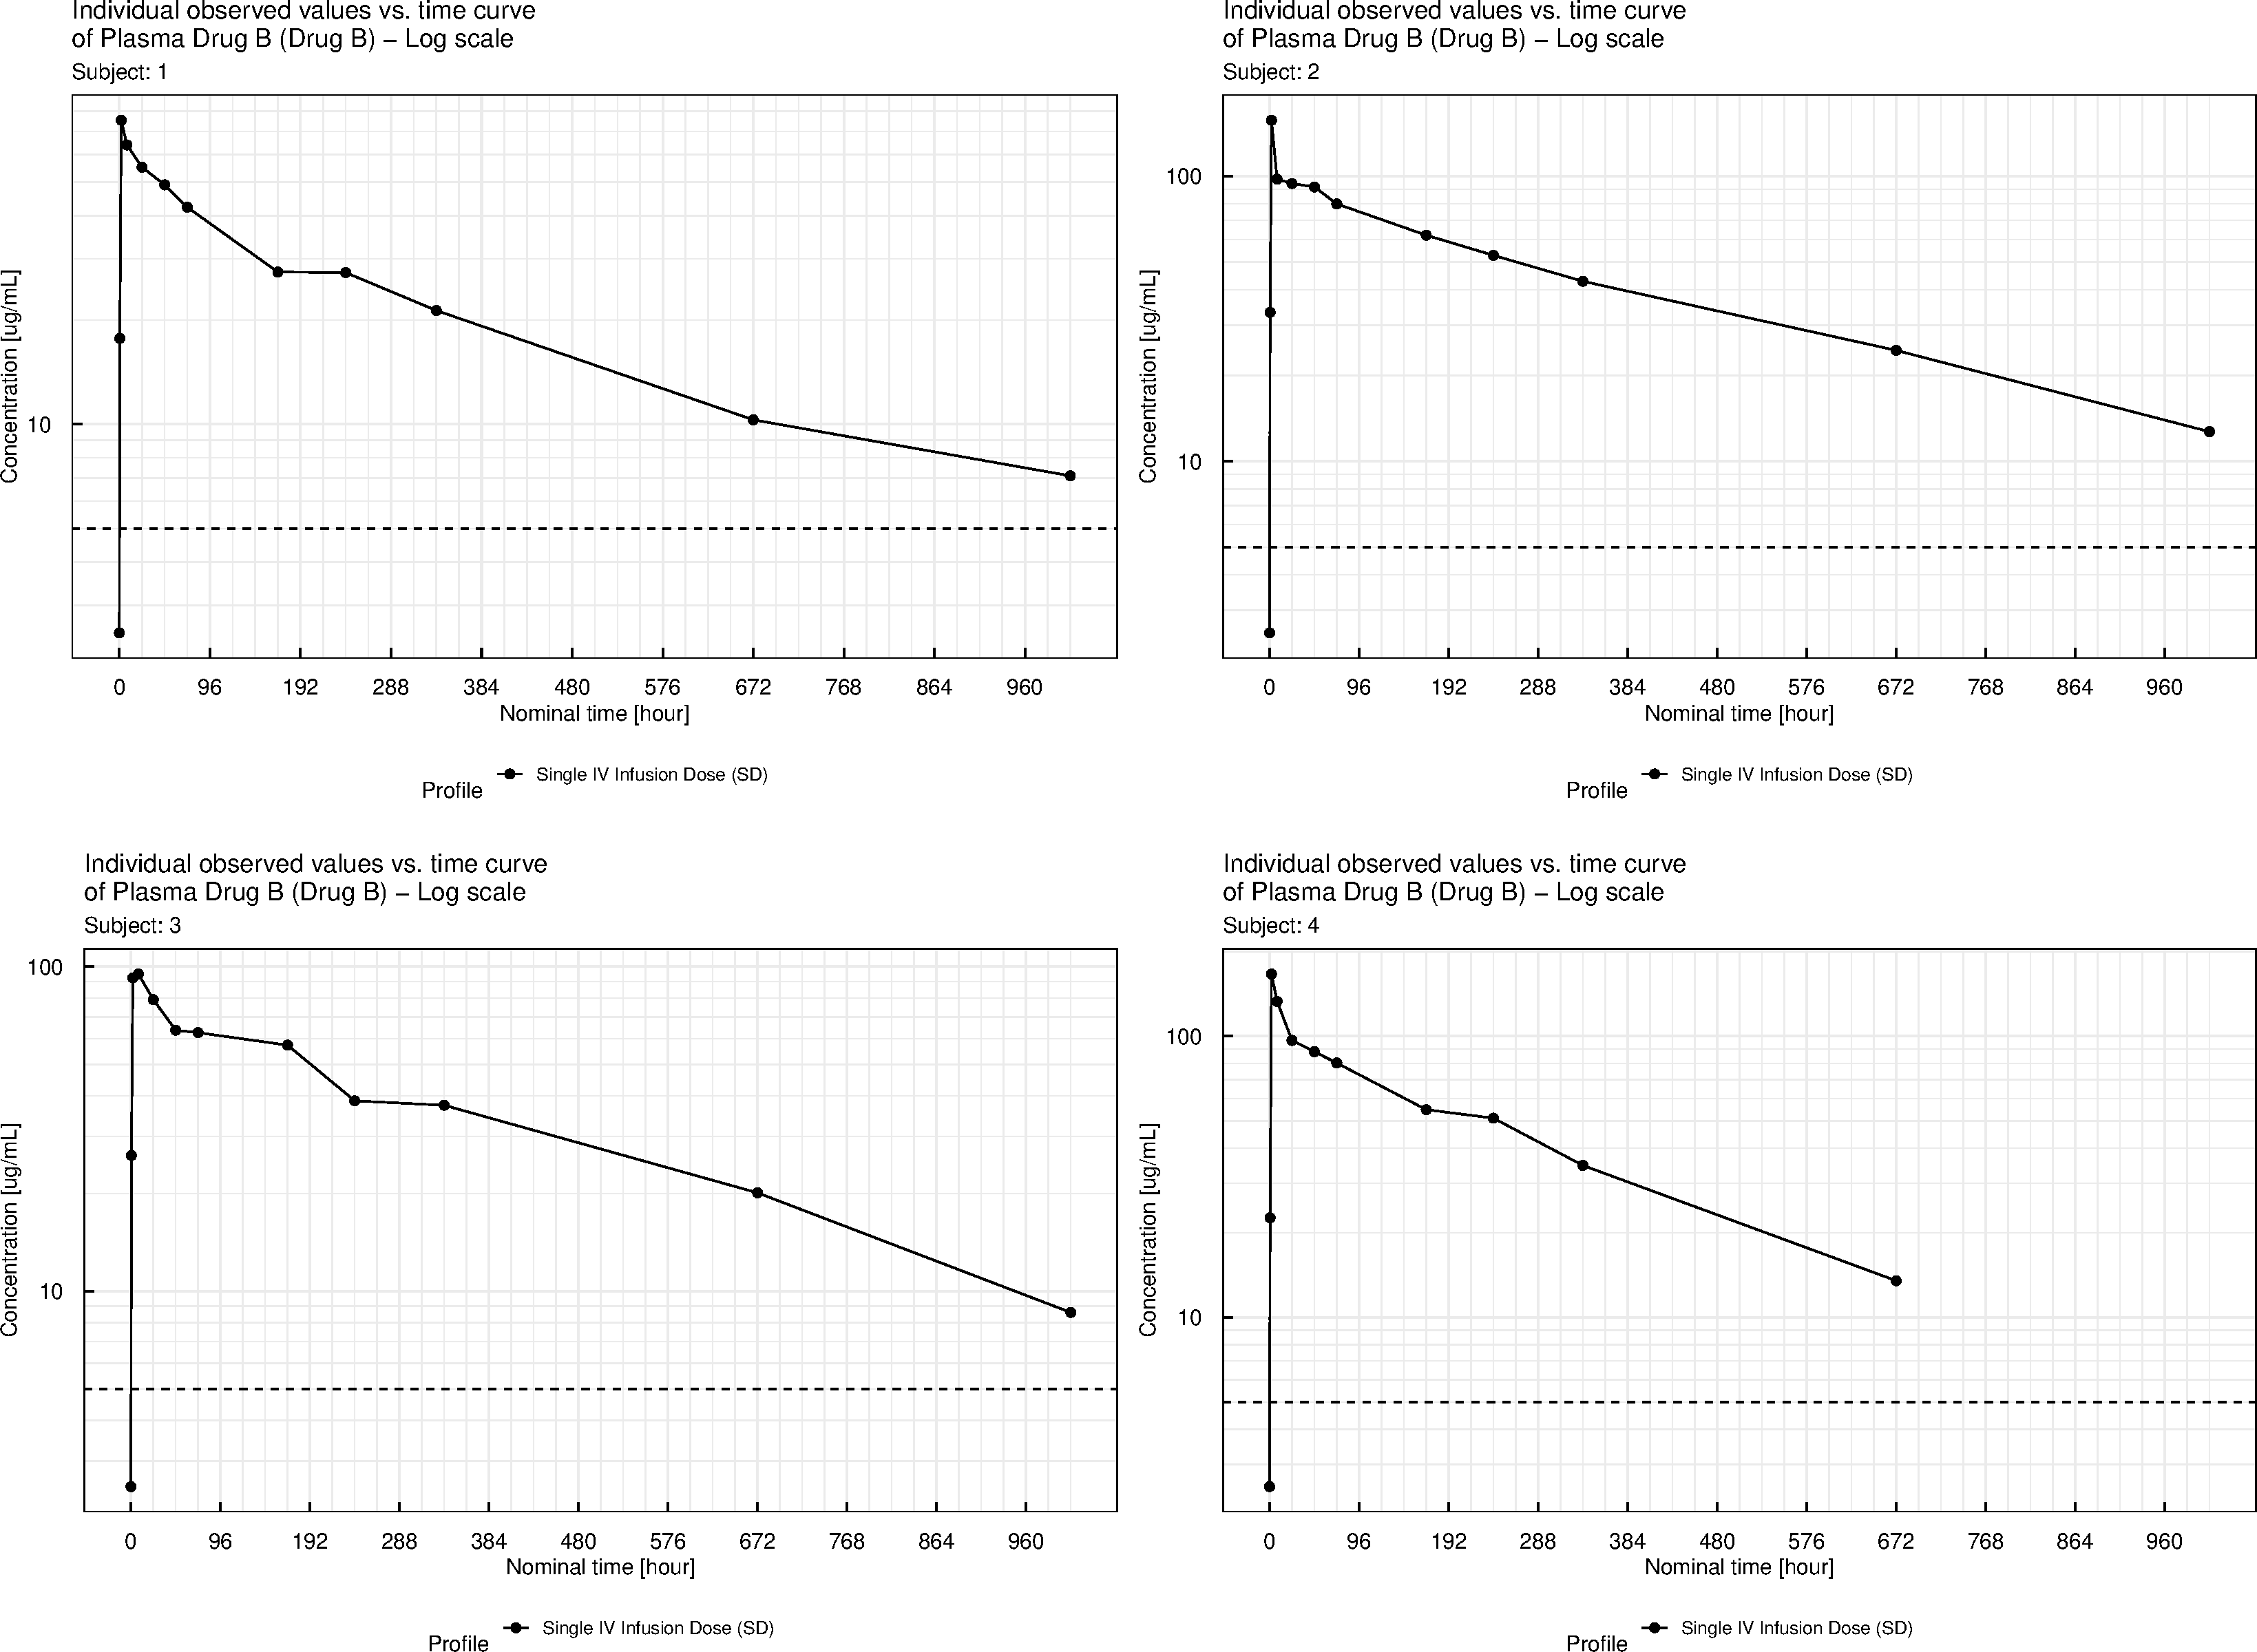 Individual observed values vs. time curve
of Plasma Drug B (Drug B) – Log scale
Subject: 1
Concentration [ug/mL]
10
0 96 192 288 384 480 576 672 768 864 960
Nominal time [hour]
Profile Single IV Infusion Dose (SD)
Individual observed values vs. time curve
of Plasma Drug B (Drug B) – Log scale
Subject: 2
Concentration [ug/mL]
100
10
0 96 192 288 384 480 576 672 768 864 960
Nominal time [hour]
Profile Single IV Infusion Dose (SD)
Individual observed values vs. time curve
of Plasma Drug B (Drug B) – Log scale
Subject: 3
Concentration [ug/mL]
100
10
0 96 192 288 384 480 576 672 768 864 960
Nominal time [hour]
Profile Single IV Infusion Dose (SD)
Individual observed values vs. time curve
of Plasma Drug B (Drug B) – Log scale
Subject: 4
Concentration [ug/mL]
100
10
0 96 192 288 384 480 576 672 768 864 960
Nominal time [hour]
Profile Single IV Infusion Dose (SD)